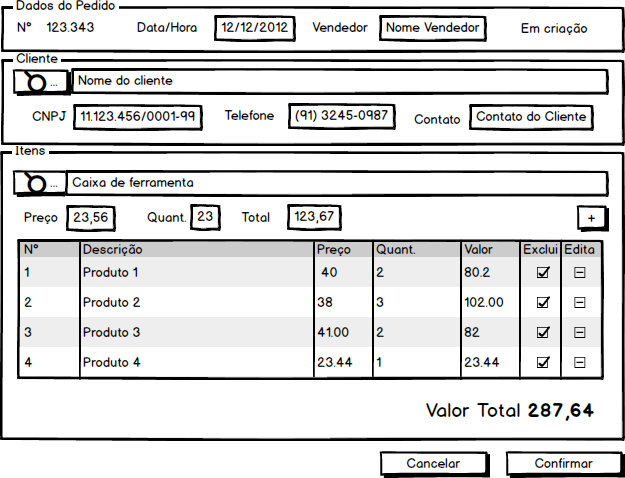 Dados do Pedido
N° 123.343 Data/Hora 12/12/2012 Vendedor Nome Vendedor Em criação
Cliente
... Nome do cliente
CNPJ 11.123.456/0001-99 Telefone (91) 3245-0987 Contato Contato do Cliente
Itens
... Caixa de ferramenta
Preço 23,56 Quant. 23 Total 123,67 +
N° Descrição Preço Quant. Valor Exclui Edita
1 Produto 1 40 2 80.2
2 Produto 2 38 3 102.00
3 Produto 3 41.00 2 82
4 Produto 4 23.44 1 23.44
Valor Total 287,64
Cancelar Confirmar